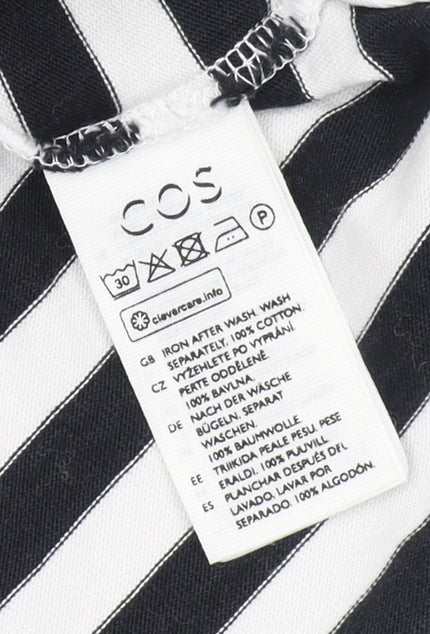 COS
30
P
clevercare.info
GB IRON AFTER WASH. WASH
SEPARATELY. 100% COTTON.
CZ VYŽEHLETE PO VYPRÁNÍ.
PERTE ODDĚLENĚ.
100% BAVLNA.
DE NACH DER WÄSCHE
BÜGELN. SEPARAT
WASCHEN.
100% BAUMWOLLE
EE TRIIKIDA PEALE PESU. PESE
ERALDI. 100% PUUVILL.
ES PLANCHAR DESPUÉS DEL
LAVADO. LAVAR POR
SEPARADO. 100% ALGODÓN.